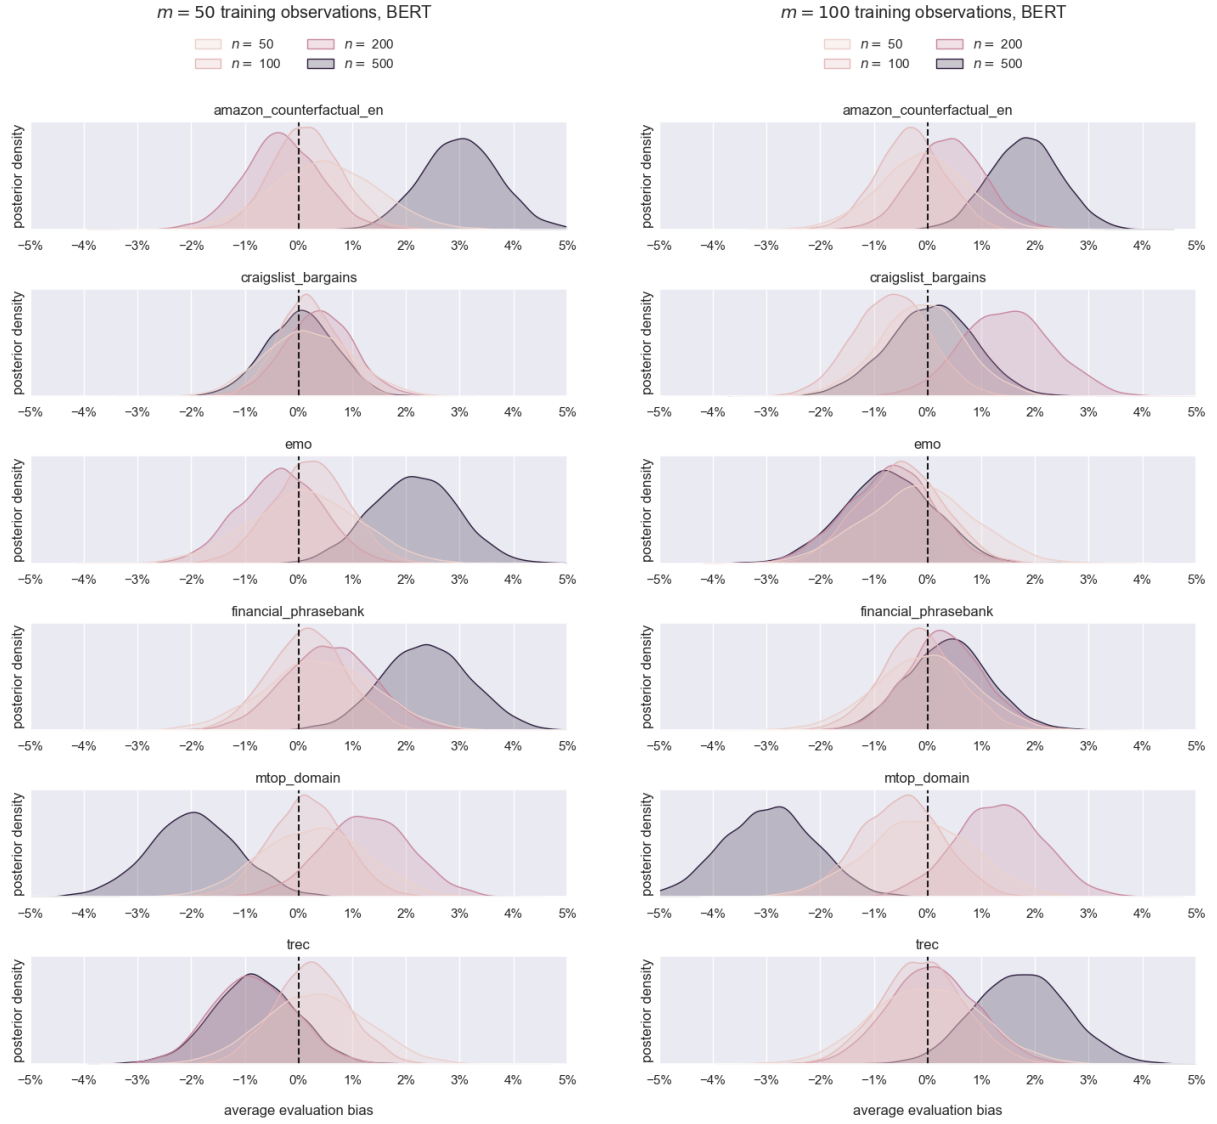 m = 50 training observations, BERT
n = 50
n = 200
n = 100
n = 500
amazon_counterfactual_en
posterior density
−5% −4% −3% −2% −1% 0% 1% 2% 3% 4% 5%
craigslist_bargains
posterior density
−5% −4% −3% −2% −1% 0% 1% 2% 3% 4% 5%
emo
posterior density
−5% −4% −3% −2% −1% 0% 1% 2% 3% 4% 5%
financial_phrasebank
posterior density
−5% −4% −3% −2% −1% 0% 1% 2% 3% 4% 5%
mtop_domain
posterior density
−5% −4% −3% −2% −1% 0% 1% 2% 3% 4% 5%
trec
posterior density
−5% −4% −3% −2% −1% 0% 1% 2% 3% 4% 5%
average evaluation bias
m = 100 training observations, BERT
n = 50
n = 200
n = 100
n = 500
amazon_counterfactual_en
posterior density
−5% −4% −3% −2% −1% 0% 1% 2% 3% 4% 5%
craigslist_bargains
posterior density
−5% −4% −3% −2% −1% 0% 1% 2% 3% 4% 5%
emo
posterior density
−5% −4% −3% −2% −1% 0% 1% 2% 3% 4% 5%
financial_phrasebank
posterior density
−5% −4% −3% −2% −1% 0% 1% 2% 3% 4% 5%
mtop_domain
posterior density
−5% −4% −3% −2% −1% 0% 1% 2% 3% 4% 5%
trec
posterior density
−5% −4% −3% −2% −1% 0% 1% 2% 3% 4% 5%
average evaluation bias